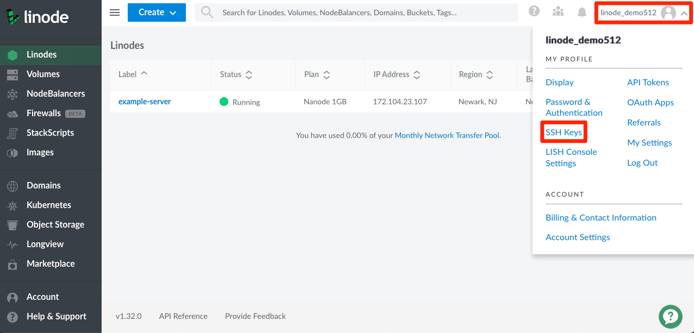 linode
Create
Search for Linodes, Volumes, NodeBalancers, Domains, Buckets, Tags...
linode_demo512
Linodes
Volumes
NodeBalancers
Firewalls BETA
StackScripts
Images
Domains
Kubernetes
Object Storage
Longview
Marketplace
Account
Help & Support
Linodes
Label
Status
Plan
IP Address
Region
La
Ba
example-server
Running
Nanode 1GB
172.104.23.107
Newark, NJ
You have used 0.00% of your Monthly Network Transfer Pool.
linode_demo512
MY PROFILE
Display
Password &
Authentication
SSH Keys
LISH Console
Settings
API Tokens
OAuth Apps
Referrals
My Settings
Log Out
ACCOUNT
Billing & Contact Information
Account Settings
v1.32.0
API Reference
Provide Feedback